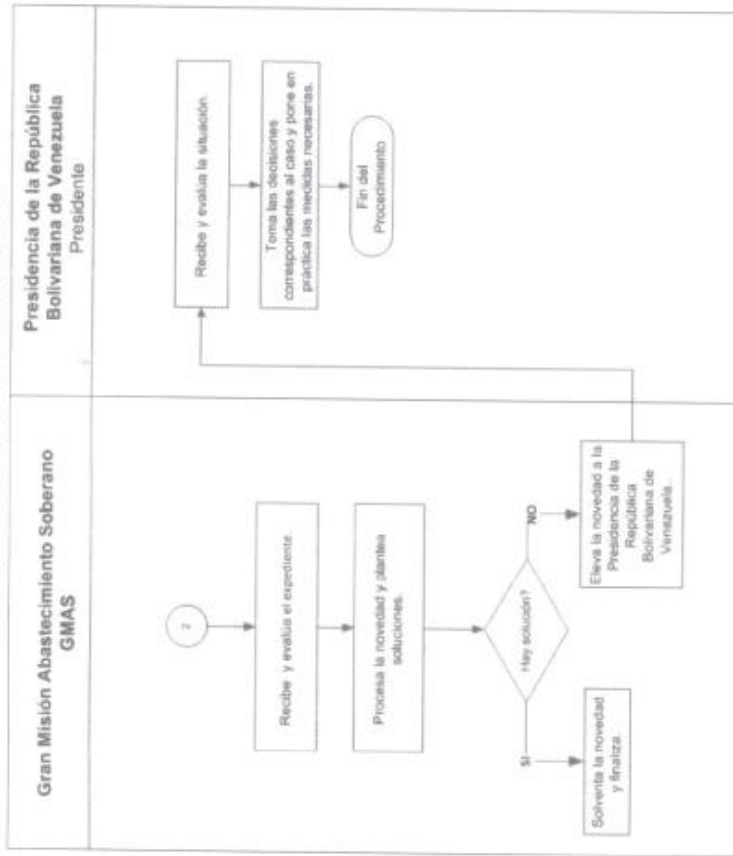 Gran Misión Abastecimiento Soberano
GMAS
2
Recibe y evalúa el expediente.
Procesa la novedad y plantea
soluciones.
Hay solución?
SI
NO
Solventa la novedad
y finaliza.
Eleva la novedad a la
Presidencia de la
República
Bolivariana de
Venezuela.
Presidencia de la República
Bolivariana de Venezuela
Presidente
Recibe y evalúa la situación.
Toma las decisiones
correspondientes al caso y pone en
práctica las medidas necesarias.
Fin del
Procedimiento